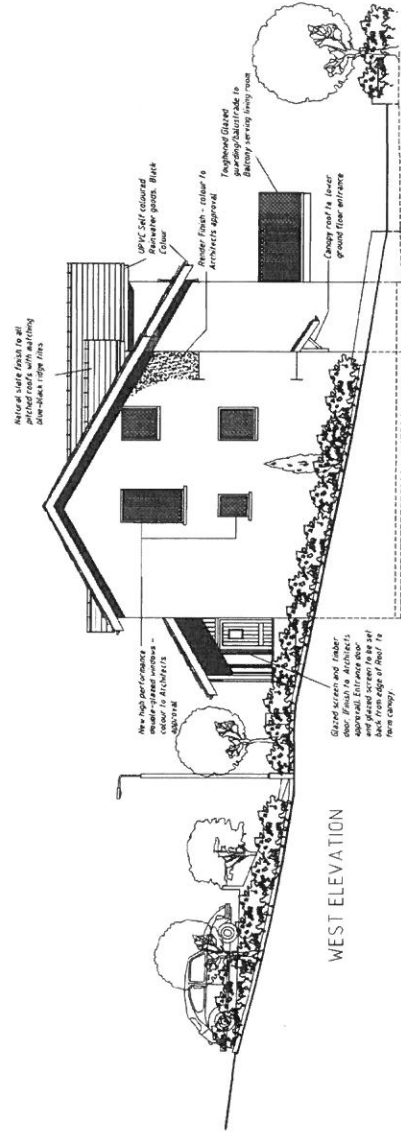 Natural slate finish to all
pitched roofs with matching
blue-black ridge tiles
UPVC Self coloured
Rainwater goods. Black
Colour
Render Finish - colour to
Architects approval
Toughened Glazed
guarding/balustrade to
Balcony serving living room
Canopy roof to lower
ground floor entrance
New high performance
double-glazed windows -
colour to Architects
approval
Glazed screen and timber
door. (Finish to Architects
approval). Entrance door
and glazed screen to be set
back from edge of Roof to
form canopy.
WEST ELEVATION